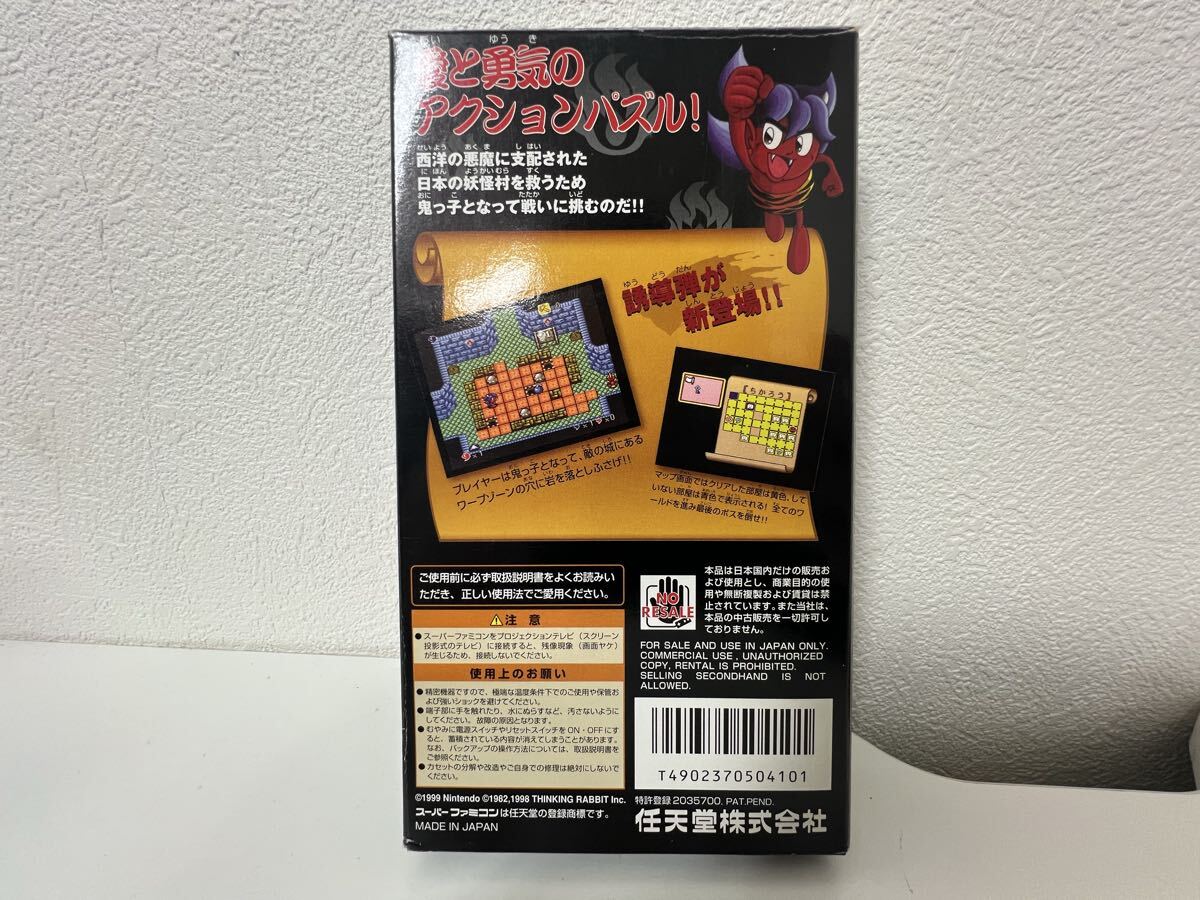 愛と勇気の
アクションパズル!
西洋の悪魔に支配された
日本の妖怪村を救うため
鬼っ子となって戦いに挑むのだ!!
誘導弾が
新登場!!
[ちかろう]
プレイヤーは鬼っ子となって、敵の城にある
ワープゾーンの穴に岩を落としふさげ!!
マップ画面ではクリアした部屋は黄色、して
いない部屋は青色で表示される! 全てのワ
ールドを進み最後のボスを倒せ!!
ご使用前に必ず取扱説明書をよくお読みい
ただき、正しい使用法でご愛用ください。
注意
●スーパーファミコンをプロジェクションテレビ(スクリーン
投影式のテレビ)に接続すると、残像現象(画面ヤケ)
が生じるため、接続しないでください。
使用上のお願い
●精密機器ですので、極端な温度条件下でのご使用や保管お
よび強いショックを避けてください。
●端子部に手を触れたり、水にぬらすなど、汚さないように
してください。故障の原因となります。
●むやみに電源スイッチやリセットスイッチをON・OFFにす
ると、蓄積されている内容が消えてしまうことがあります。
なお、バックアップの操作方法については、取扱説明書を
ご参照ください。
●カセットの分解や改造やご自身での修理は絶対にしないで
ください。
©1999 Nintendo ©1982,1998 THINKING RABBIT Inc.
スーパーファミコンは任天堂の登録商標です。
MADE IN JAPAN
NO
RESALE
本品は日本国内だけの販売お
よび使用とし、商業目的の使
用や無断複製および賃貸は禁
止されています。また当社は、
本品の中古販売を一切許可し
ておりません。
FOR SALE AND USE IN JAPAN ONLY.
COMMERCIAL USE, UNAUTHORIZED
COPY, RENTAL IS PROHIBITED.
SELLING SECONDHAND IS NOT
ALLOWED.
T4902370504101
特許登録 2035700, PAT.PEND.
任天堂株式会社